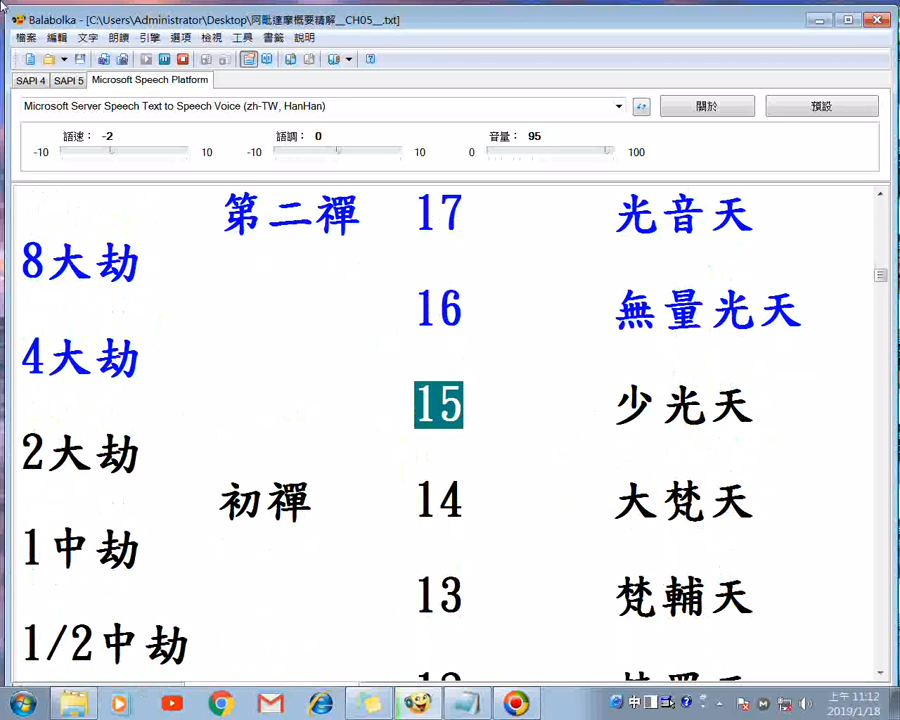 Balabolka - [C:\Users\Administrator\Desktop\阿毗達摩概要精解__CH05__.txt]
檔案 編輯 文字 朗讀 引擎 選項 檢視 工具 書籤 說明
SAPI 4 SAPI 5 Microsoft Speech Platform
Microsoft Server Speech Text to Speech Voice (zh-TW, HanHan) 關於 預設
語速： -2 語調： 0 音量： 95
-10 10 -10 10 0 100
第二禪 17 光音天
8大劫
16 無量光天
4大劫
15 少光天
2大劫
初禪 14 大梵天
1中劫
13 梵輔天
1/2中劫
中
上午 11:12
2019/1/18